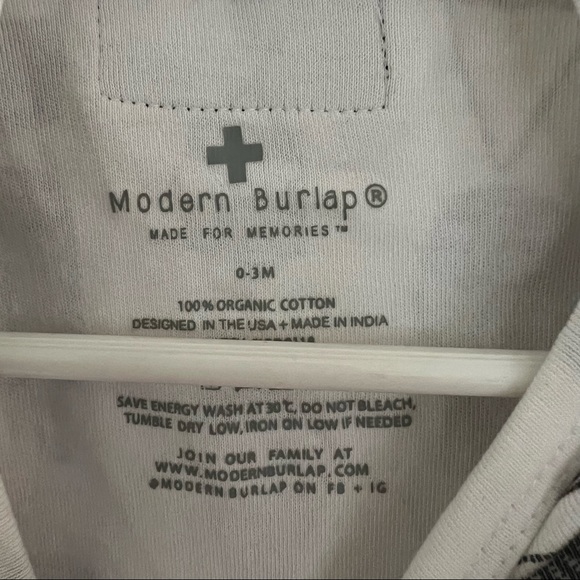 Modern Burlap®
MADE FOR MEMORIES™
0-3M
100% ORGANIC COTTON
DESIGNED IN THE USA + MADE IN INDIA
SAVE ENERGY WASH AT 30℃, DO NOT BLEACH,
TUMBLE DRY LOW, IRON ON LOW IF NEEDED
JOIN OUR FAMILY AT
WWW.MODERNBURLAP.COM
@MODERN BURLAP ON FB + IG